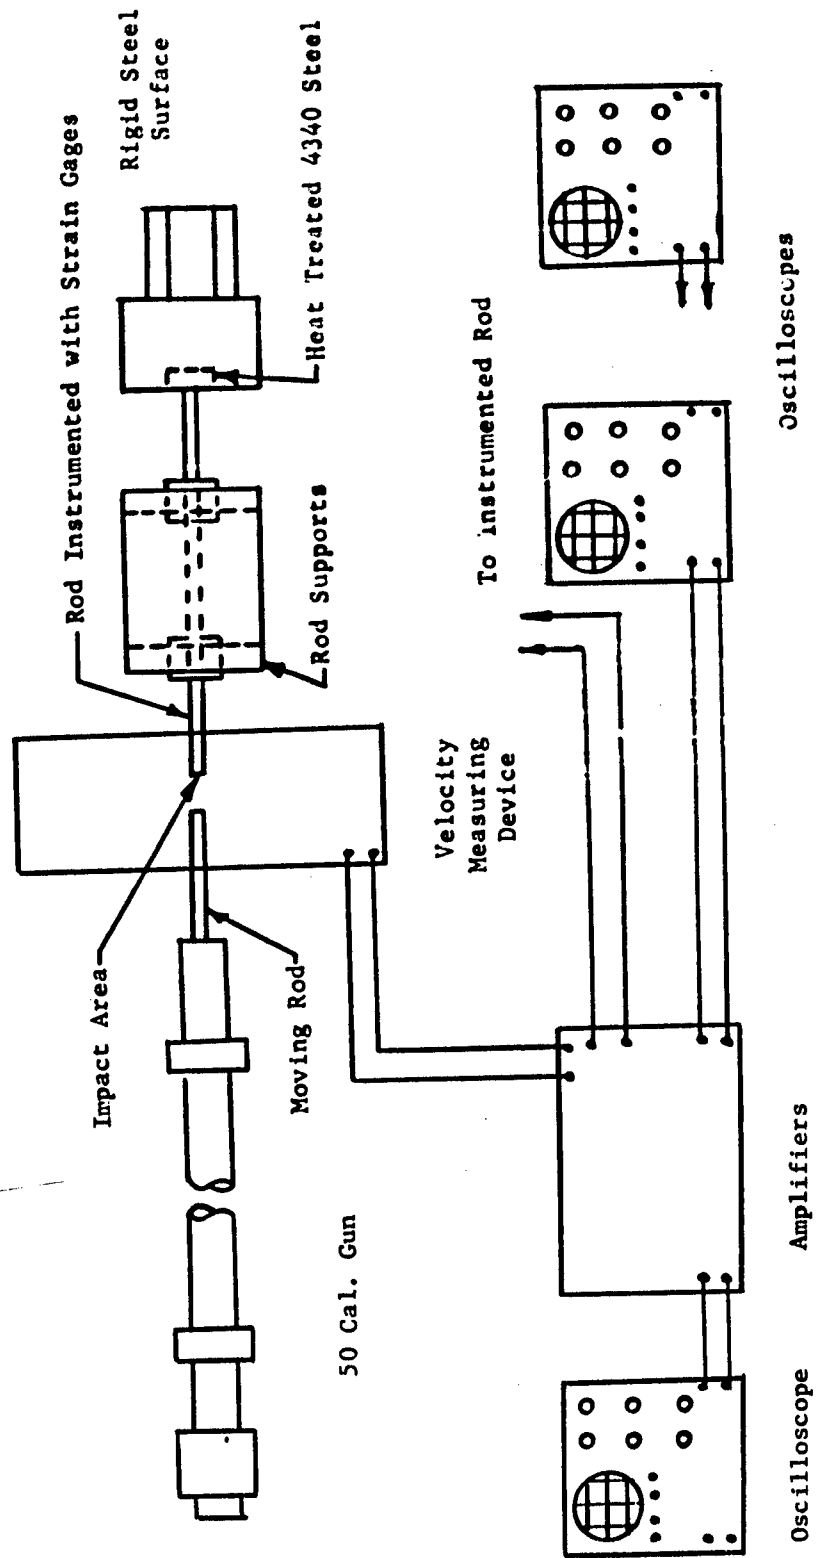 Rigid Steel
Surface
Rod Instrumented with Strain Gages
Heat Treated 4340 Steel
Rod Supports
Impact Area
Moving Rod
50 Cal. Gun
Velocity
Measuring
Device
To instrumented Rod
Oscilloscope
Amplifiers
Oscilloscopes